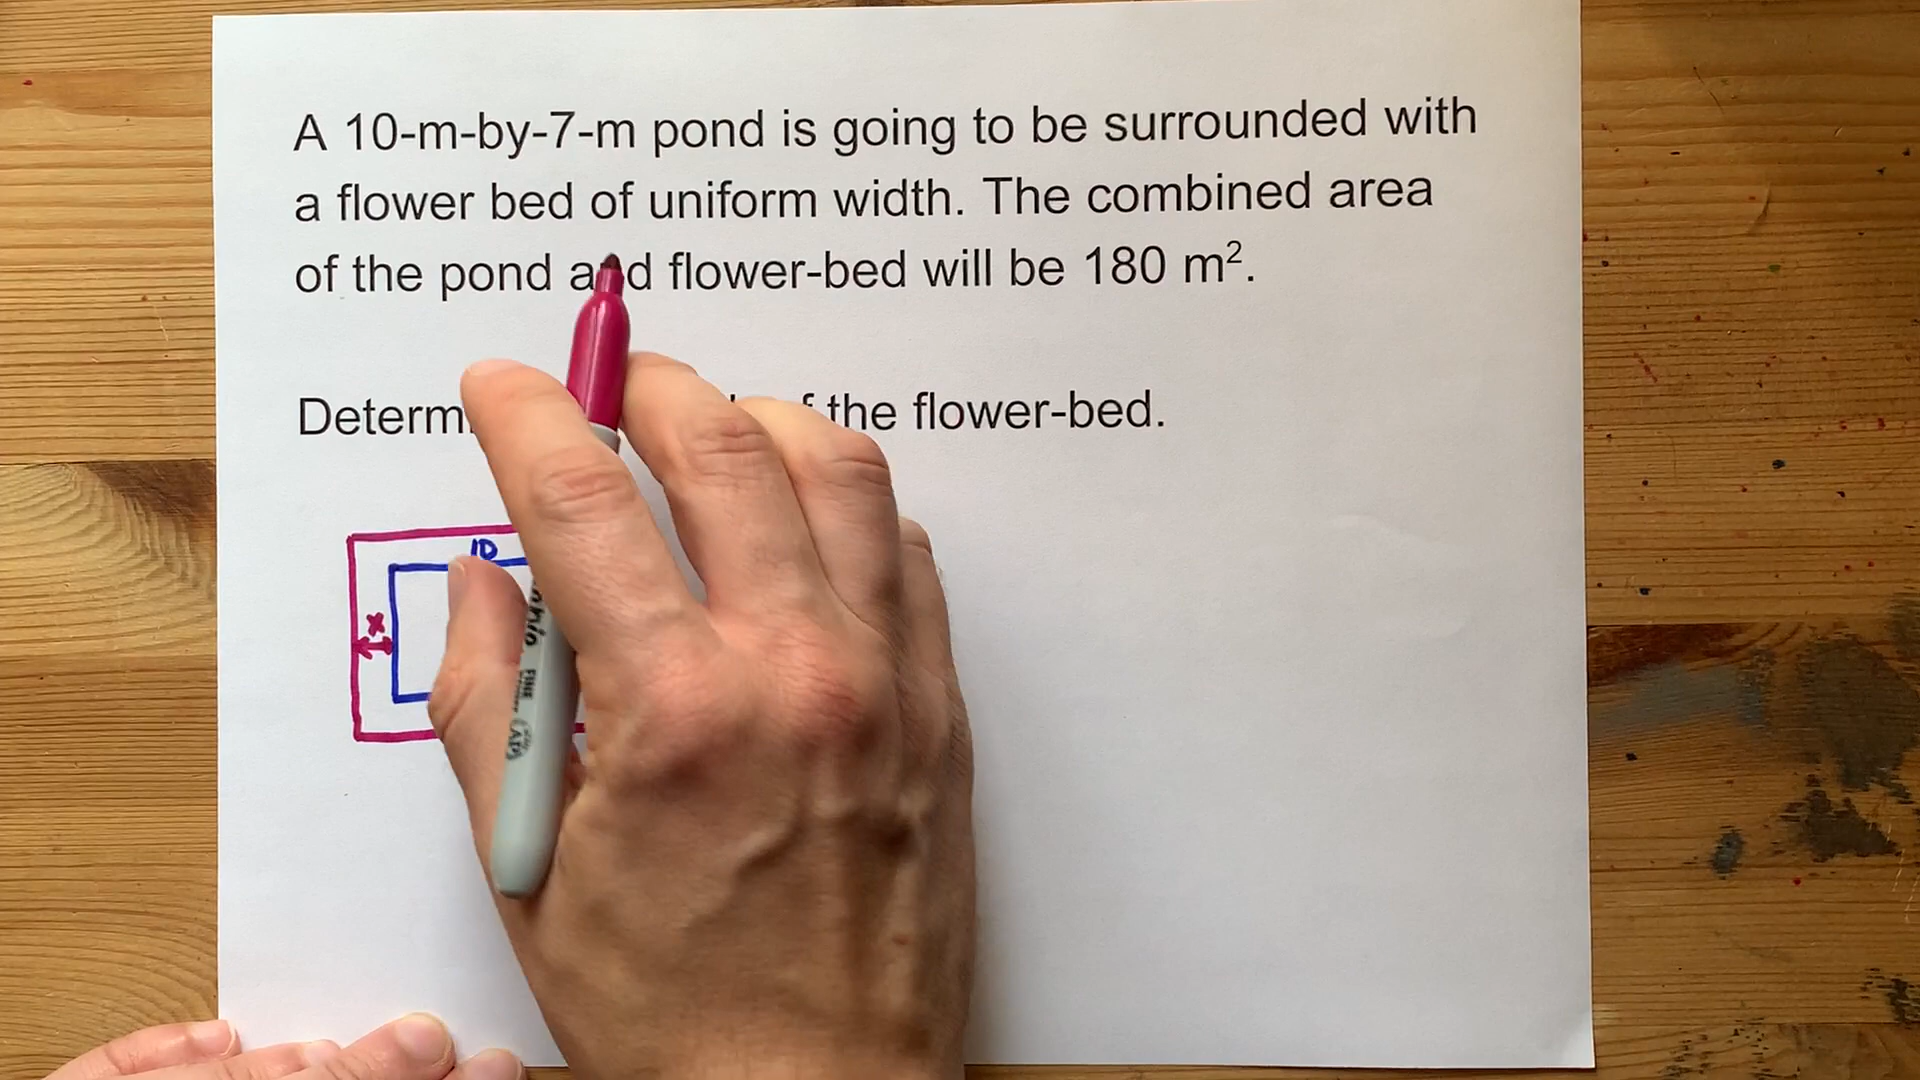 A 10-m-by-7-m pond is going to be surrounded with
a flower bed of uniform width. The combined area
of the pond and flower-bed will be 180 m².
the flower-bed.
10
x
FINE